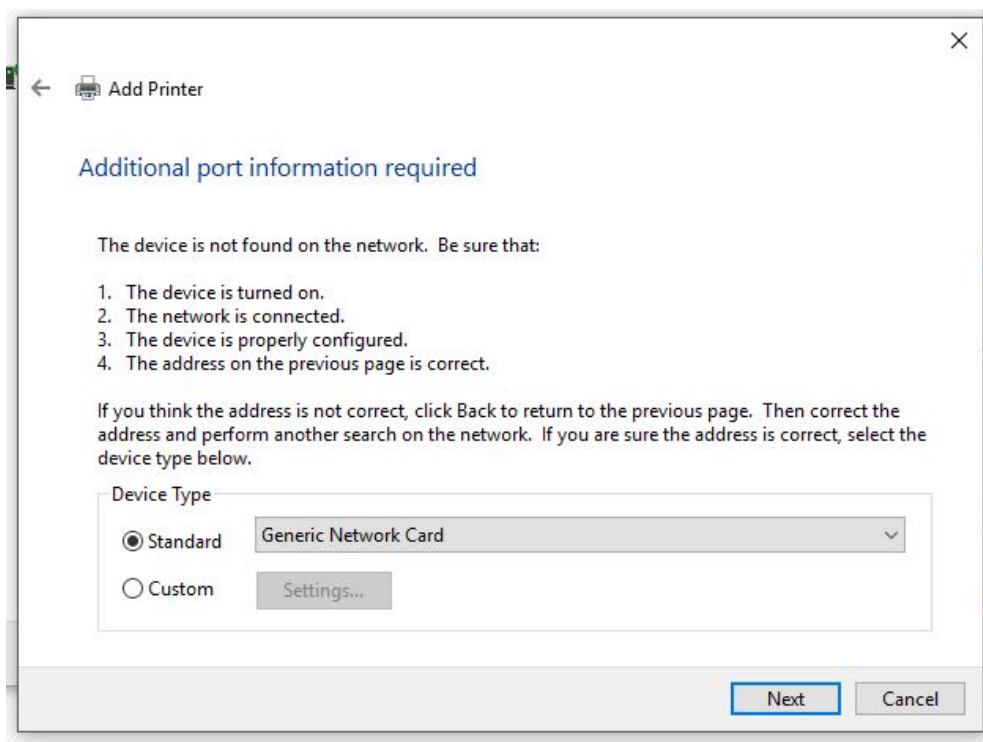 Add Printer
Additional port information required
The device is not found on the network.  Be sure that:
1.  The device is turned on.
2.  The network is connected.
3.  The device is properly configured.
4.  The address on the previous page is correct.
If you think the address is not correct, click Back to return to the previous page.  Then correct the
address and perform another search on the network.  If you are sure the address is correct, select the
device type below.
Device Type
Standard
Generic Network Card
Custom
Settings...
Next
Cancel